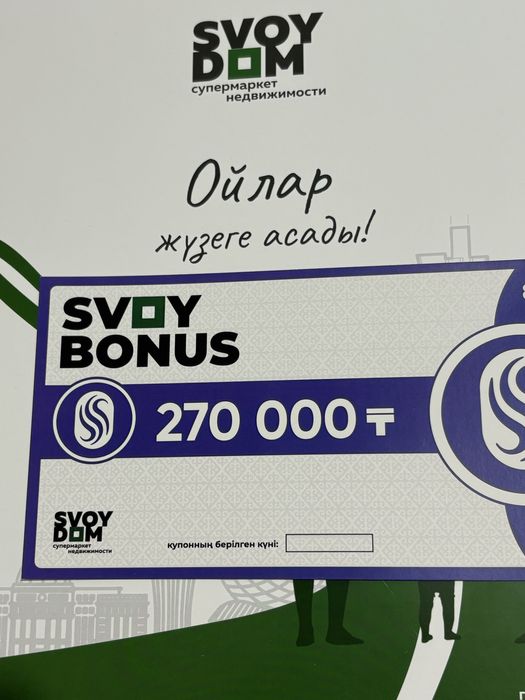 SVOY
DOM
супермаркет
недвижимости
Ойлар
жүзеге асады!
SVOY
BONUS
270 000 ₸
SVOY
DOM
супермаркет
недвижимости
купонның берілген күні: